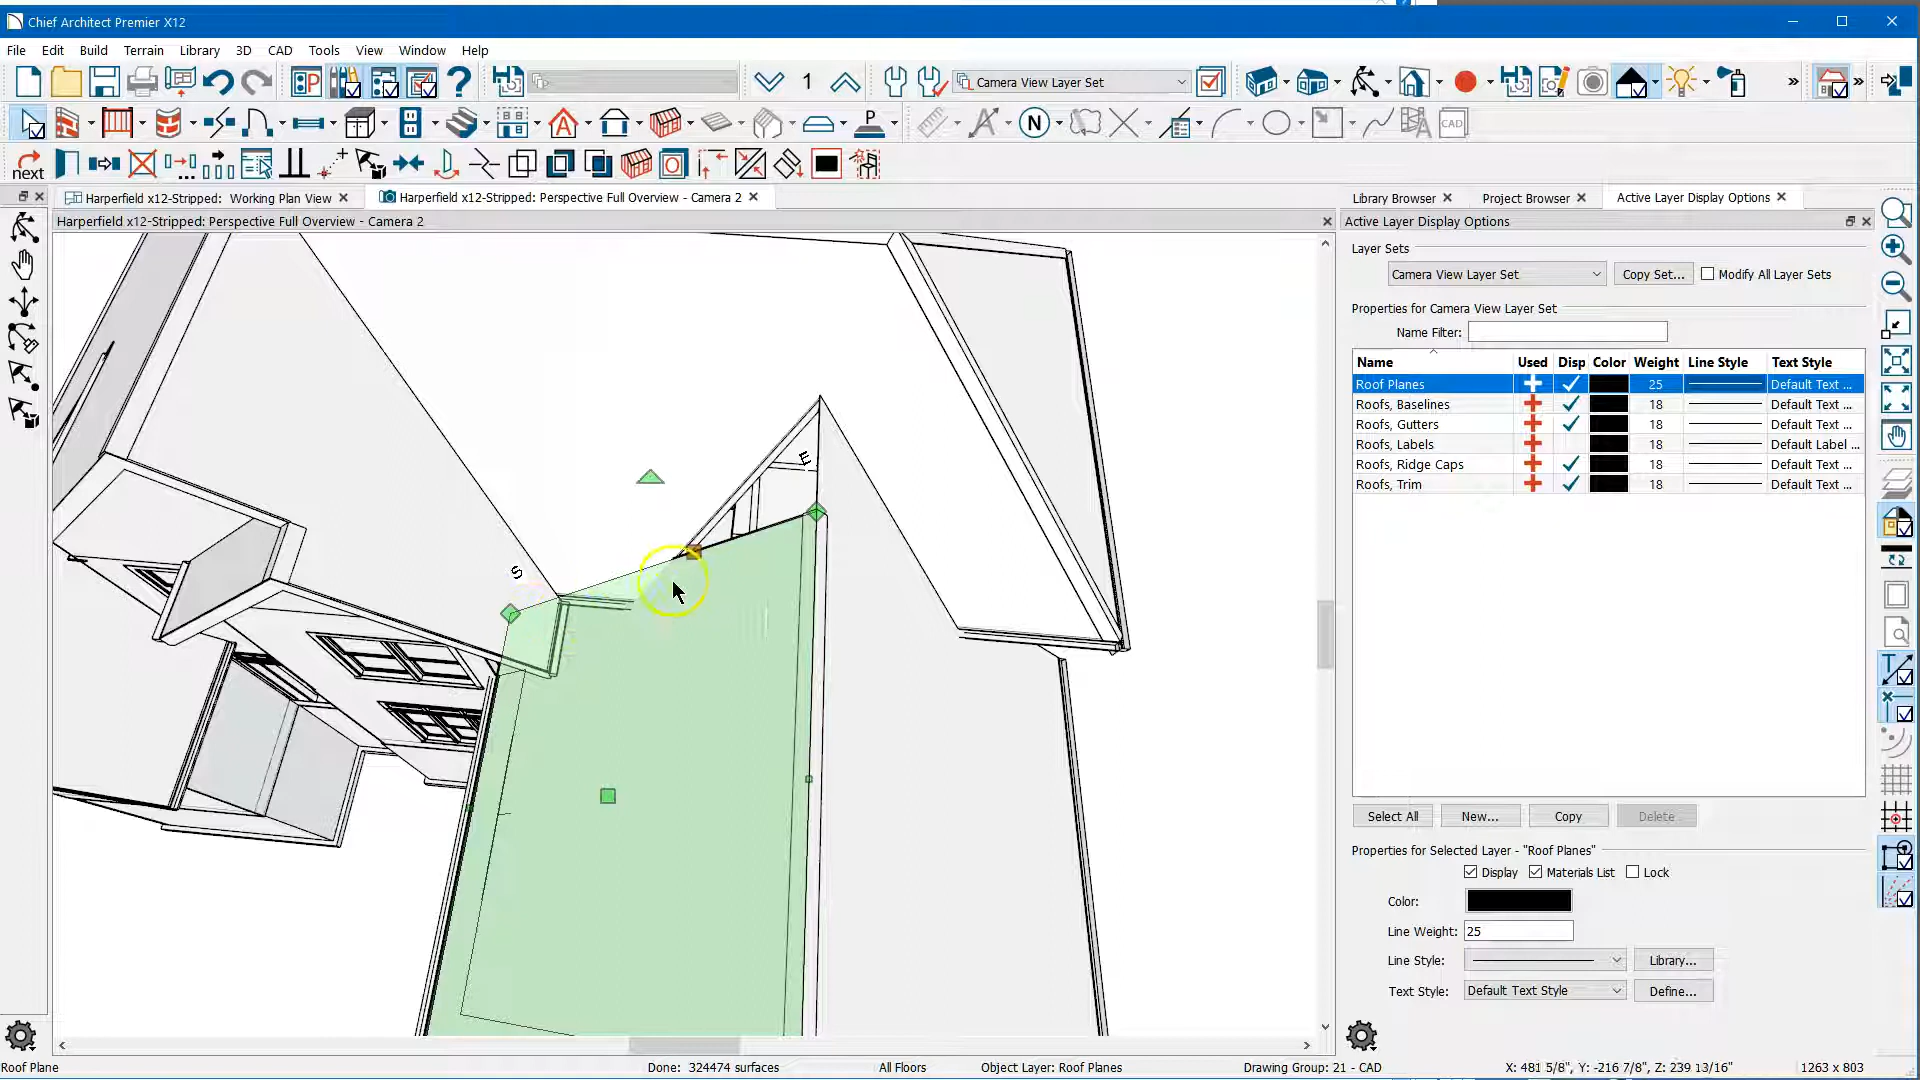 Chief Architect Premier X12
File Edit Build Terrain Library 3D CAD Tools View Window Help
1 Camera View Layer Set
N P CAD
next
Harperfield x12-Stripped: Working Plan View Harperfield x12-Stripped: Perspective Full Overview - Camera 2
Library Browser Project Browser Active Layer Display Options
Harperfield x12-Stripped: Perspective Full Overview - Camera 2
Active Layer Display Options
Layer Sets
Camera View Layer Set Copy Set... Modify All Layer Sets
Properties for Camera View Layer Set
Name Filter:
Name Used Disp Color Weight Line Style Text Style
Roof Planes 25 Default Text ...
Roofs, Baselines 18 Default Text ...
Roofs, Gutters 18 Default Text ...
Roofs, Labels 18 Default Label ...
Roofs, Ridge Caps 18 Default Text ...
Roofs, Trim 18 Default Text ...
E
S
Select All New... Copy Delete
Properties for Selected Layer - "Roof Planes"
Display Materials List Lock
Color:
Line Weight: 25
Line Style: Library...
Text Style: Default Text Style Define...
Roof Plane Done: 324474 surfaces All Floors Object Layer: Roof Planes Drawing Group: 21 - CAD X: 481 5/8", Y: -216 7/8", Z: 239 13/16" 1263 x 803